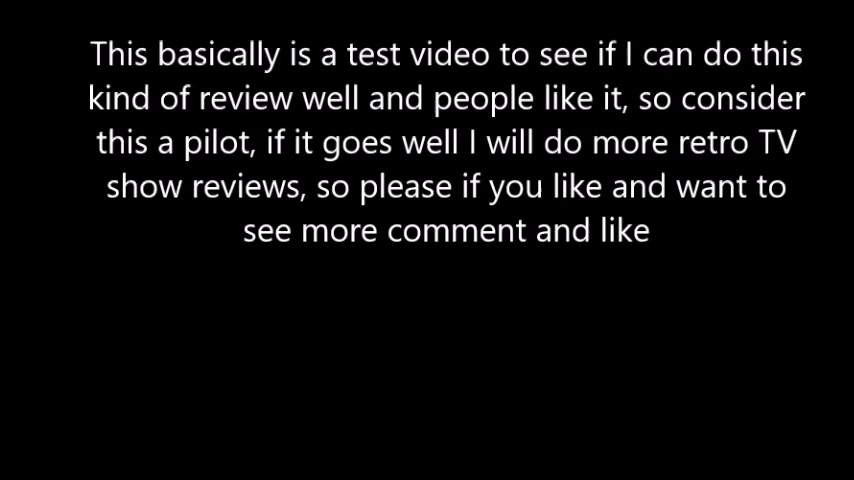 This basically is a test video to see if I can do this
kind of review well and people like it, so consider
this a pilot, if it goes well I will do more retro TV
show reviews, so please if you like and want to
see more comment and like